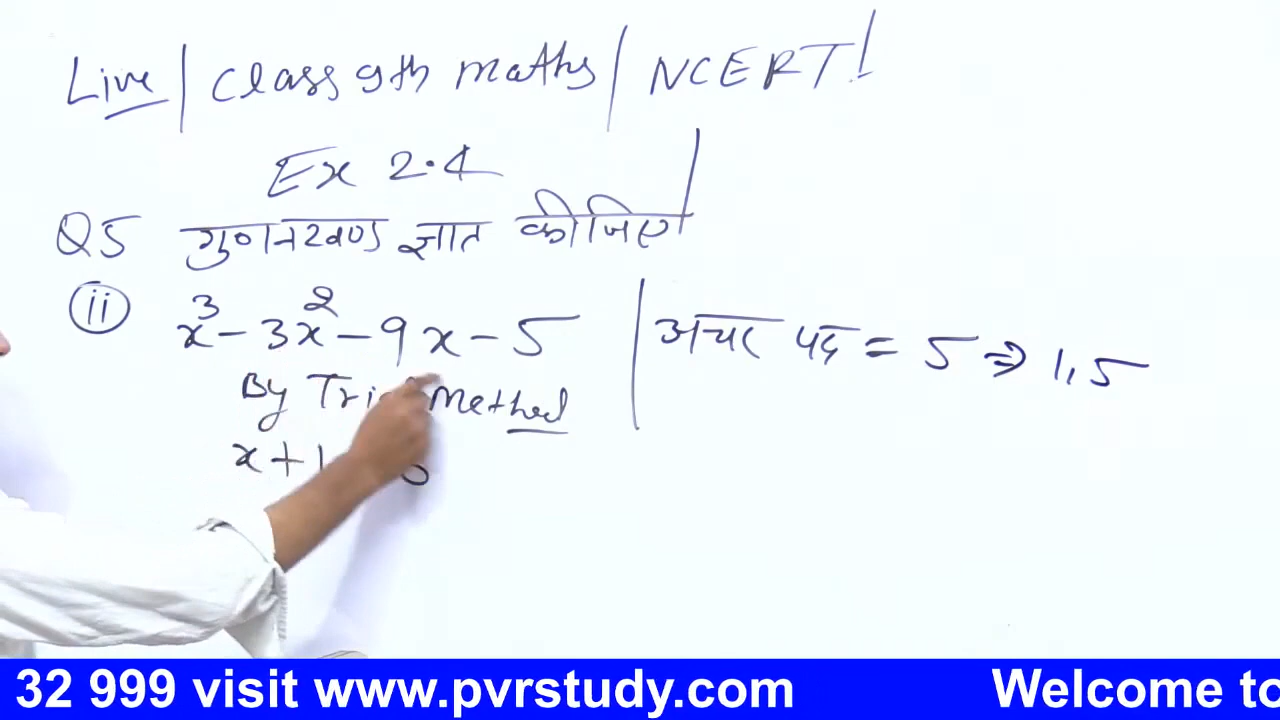 Live | Class 9th maths | NCERT!
Ex 2.4
Q5 गुणनखण्ड ज्ञात कीजिए
ii x³ - 3x² - 9x - 5
अचर पद = 5 ⇒ 1, 5
By Method
x + 1
32 999 visit www.pvrstudy.com Welcome to